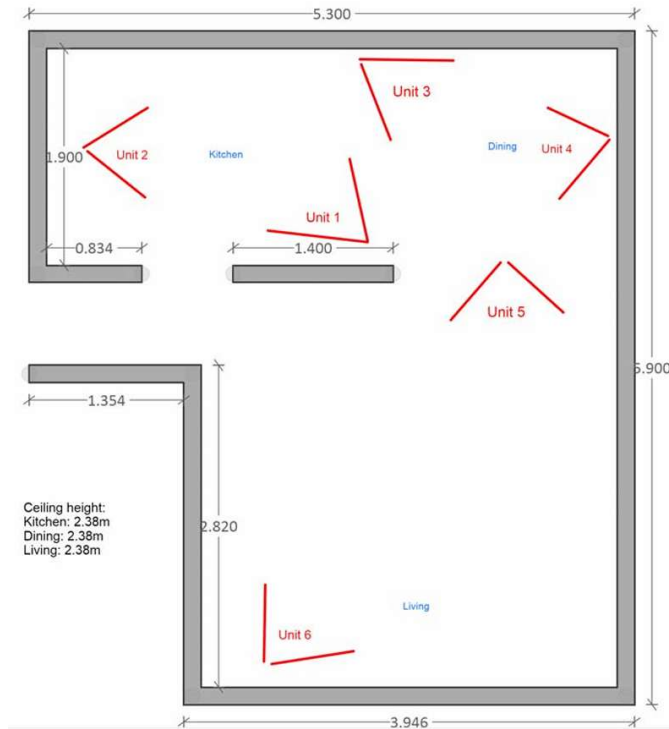 5.300
Unit 3
Unit 2
Kitchen
Dining
Unit 4
1.900
Unit 1
0.834
1.400
Unit 5
5.900
1.354
Ceiling height:
Kitchen: 2.38m
Dining: 2.38m
Living: 2.38m
2.820
Living
Unit 6
3.946